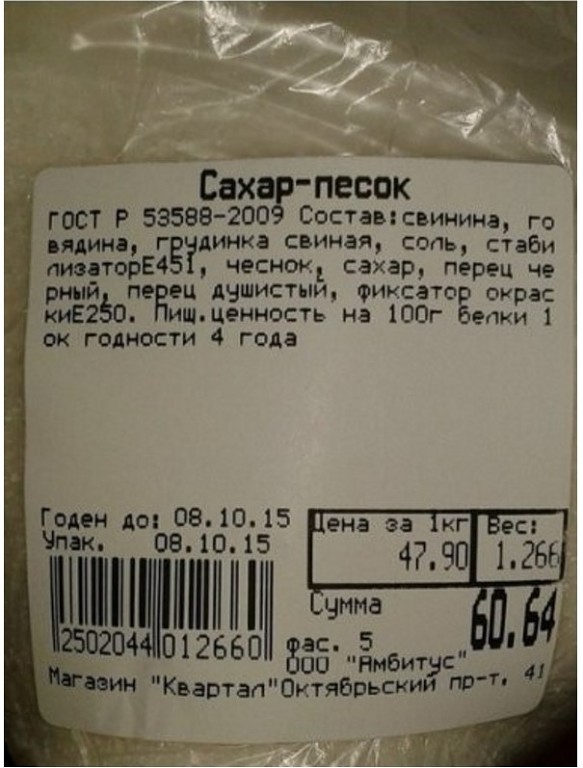 Сахар-песок
ГОСТ Р 53588-2009 Состав:свинина, го
вядина, грудинка свиная, соль, стаби
лизаторЕ451, чеснок, сахар, перец че
рный, перец душистый, фиксатор окрас
киЕ250. Пищ.ценность на 100г белки 1
ок годности 4 года
Годен до: 08.10.15
Упак. 08.10.15
Цена за 1кг
47.90
Вес:
1.266
Сумма
60.64
2502044012660
фас. 5
ООО "Амбитус"
Магазин "Квартал"Октябрьский пр-т, 41